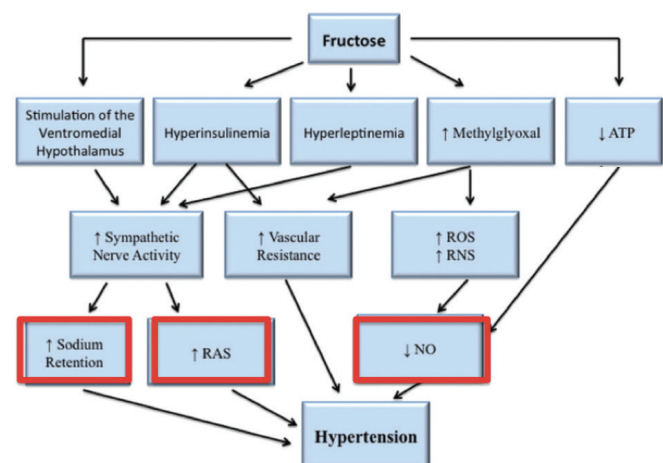 Fructose
Stimulation of the
Ventromedial
Hypothalamus
Hyperinsulinemia
Hyperleptinemia
↑ Methylglyoxal
↓ ATP
↑ Sympathetic
Nerve Activity
↑ Vascular
Resistance
↑ ROS
↑ RNS
↑ Sodium
Retention
↑ RAS
↓ NO
Hypertension